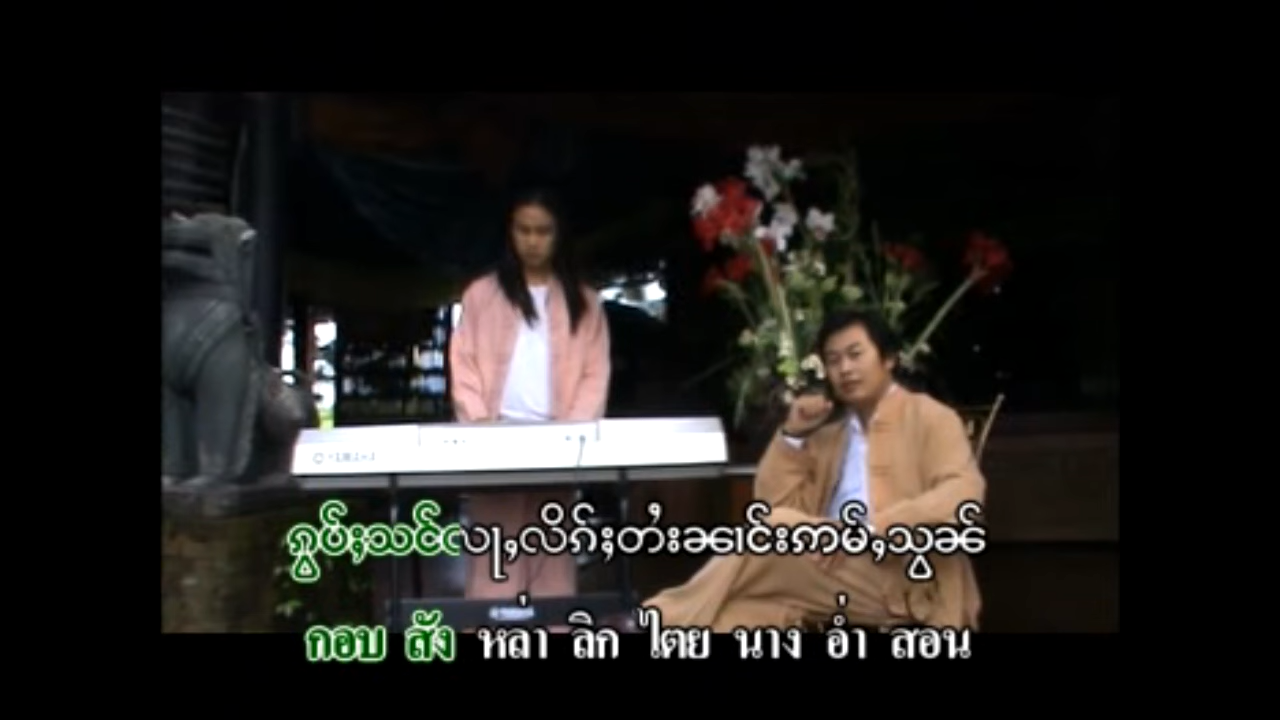 ၵွပ်ႈသင်လႃႇလိၵ်ႈတႆးၼၢင်းဢမ်ႇသွၼ်
กอบ สัง หล่า ลิก ไตย นาง อ่ำ สอน